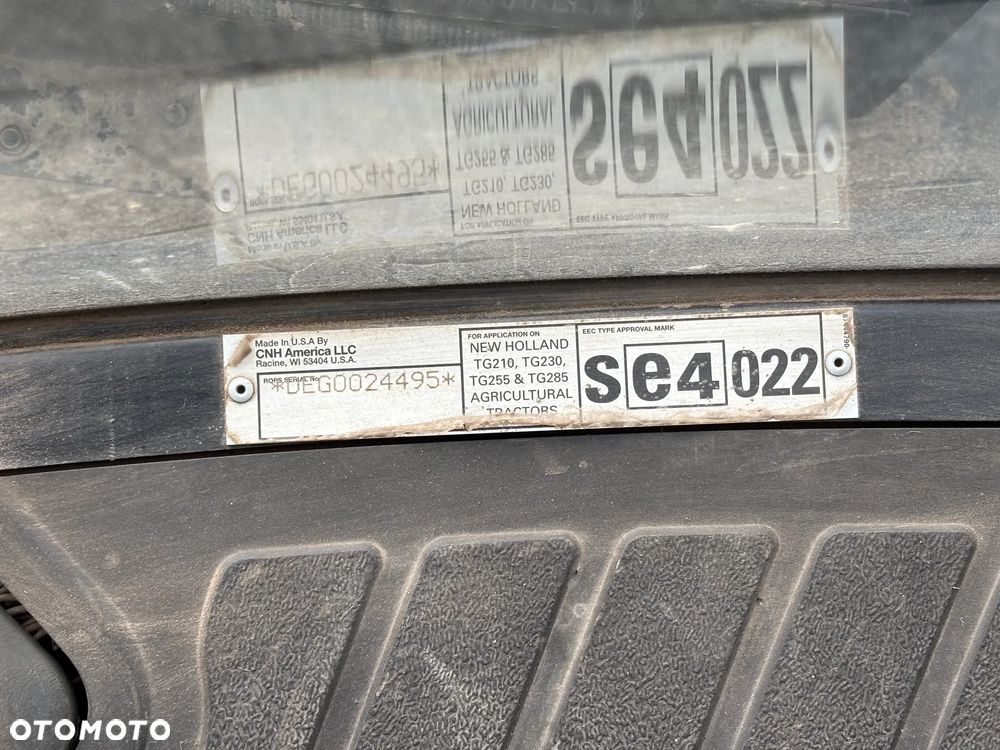 Made in U.S.A By
CNH America LLC
Racine, WI 53404 U.S.A.
ROPS SERIAL No.
*DEG0024495*
FOR APPLICATION ON
NEW HOLLAND
TG210, TG230,
TG255 & TG285
AGRICULTURAL
TRACTORS
EEC TYPE APPROVAL MARK
se4 022
OTOMOTO